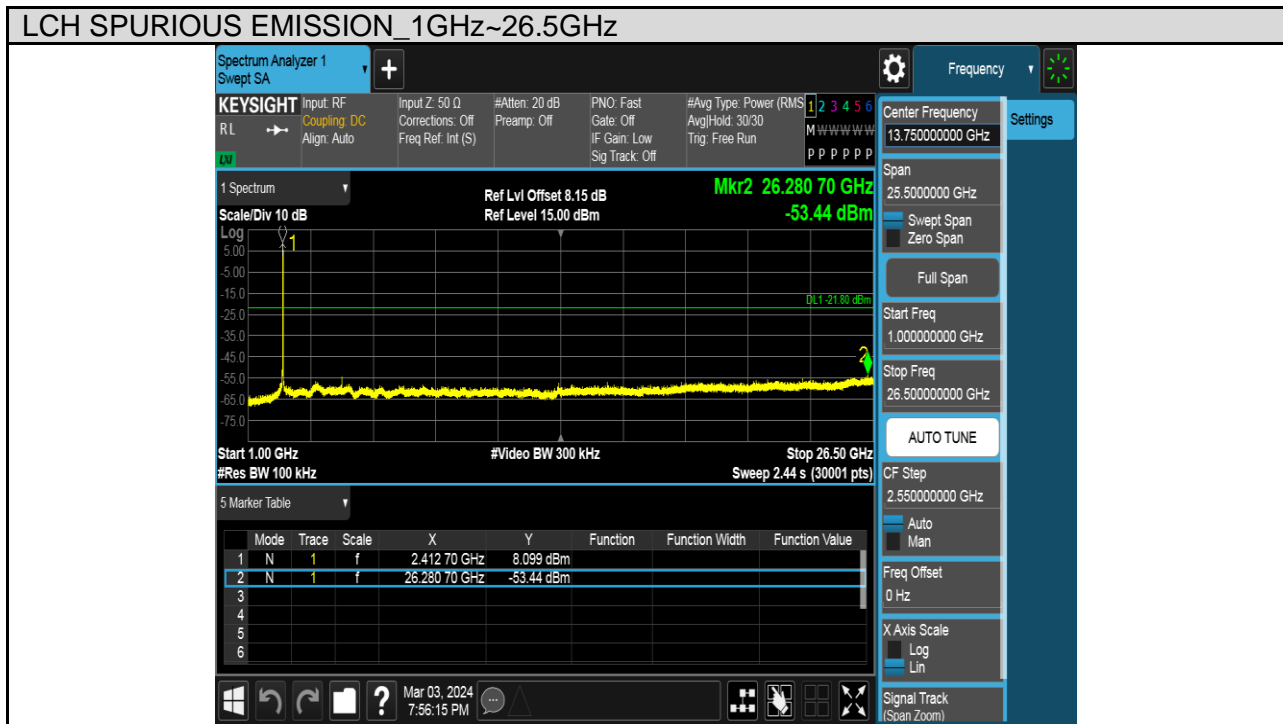 LCH SPURIOUS EMISSION_1GHz~26.5GHz
Spectrum Analyzer 1
Swept SA
Frequency
KEYSIGHT
RL
LXI
Input: RF
Coupling: DC
Align: Auto
Input Z: 50 Ω
Corrections: Off
Freq Ref: Int (S)
#Atten: 20 dB
Preamp: Off
PNO: Fast
Gate: Off
IF Gain: Low
Sig Track: Off
#Avg Type: Power (RMS
Avg|Hold: 30/30
Trig: Free Run
1 2 3 4 5 6
M W W W W W
P P P P P P
1 Spectrum
Scale/Div 10 dB
Ref Lvl Offset 8.15 dB
Ref Level 15.00 dBm
Mkr2 26.280 70 GHz
-53.44 dBm
Log
1
5.00
-5.00
-15.0
DL1 -21.80 dBm
-25.0
-35.0
-45.0
2
-55.0
-65.0
-75.0
Start 1.00 GHz
#Video BW 300 kHz
Stop 26.50 GHz
#Res BW 100 kHz
Sweep 2.44 s (30001 pts)
5 Marker Table
Mode Trace Scale X Y Function Function Width Function Value
1 N 1 f 2.412 70 GHz 8.099 dBm
2 N 1 f 26.280 70 GHz -53.44 dBm
3
4
5
6
?
Mar 03, 2024
7:56:15 PM
Center Frequency
13.750000000 GHz
Settings
Span
25.5000000 GHz
Swept Span
Zero Span
Full Span
Start Freq
1.000000000 GHz
Stop Freq
26.500000000 GHz
AUTO TUNE
CF Step
2.550000000 GHz
Auto
Man
Freq Offset
0 Hz
X Axis Scale
Log
Lin
Signal Track
(Span Zoom)